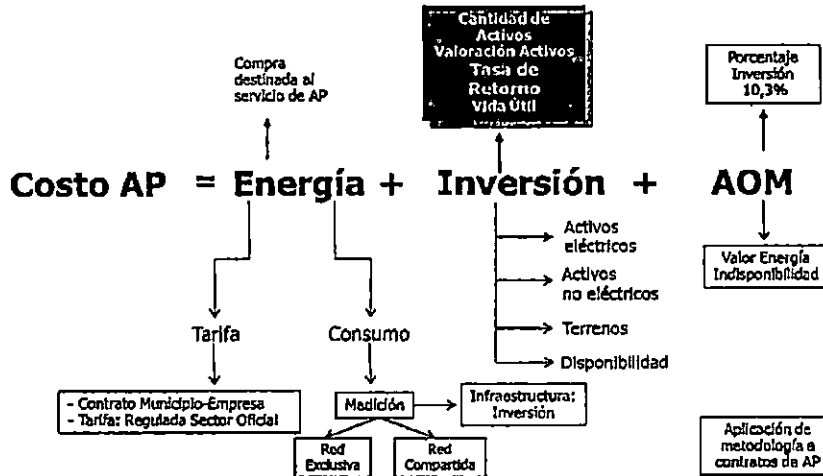 Cantidad de
Activos
Valoración Activos
Tasa de
Retorno
Vida Útil
Compra
destinada al
servicio de AP
Porcentaje
Inversión
10,3%
Costo AP = Energía + Inversión + AOM
Activos
eléctricos
Activos
no eléctricos
Terrenos
Disponibilidad
Valor Energía
Indisponibilidad
Tarifa
Consumo
- Contrato Municipio-Empresa
- Tarifa: Regulada Sector Oficial
Madición
Infraestructura:
Inversión
Red
Exclusiva
Red
Compartida
Aplicación de
metodología a
contratos de AP